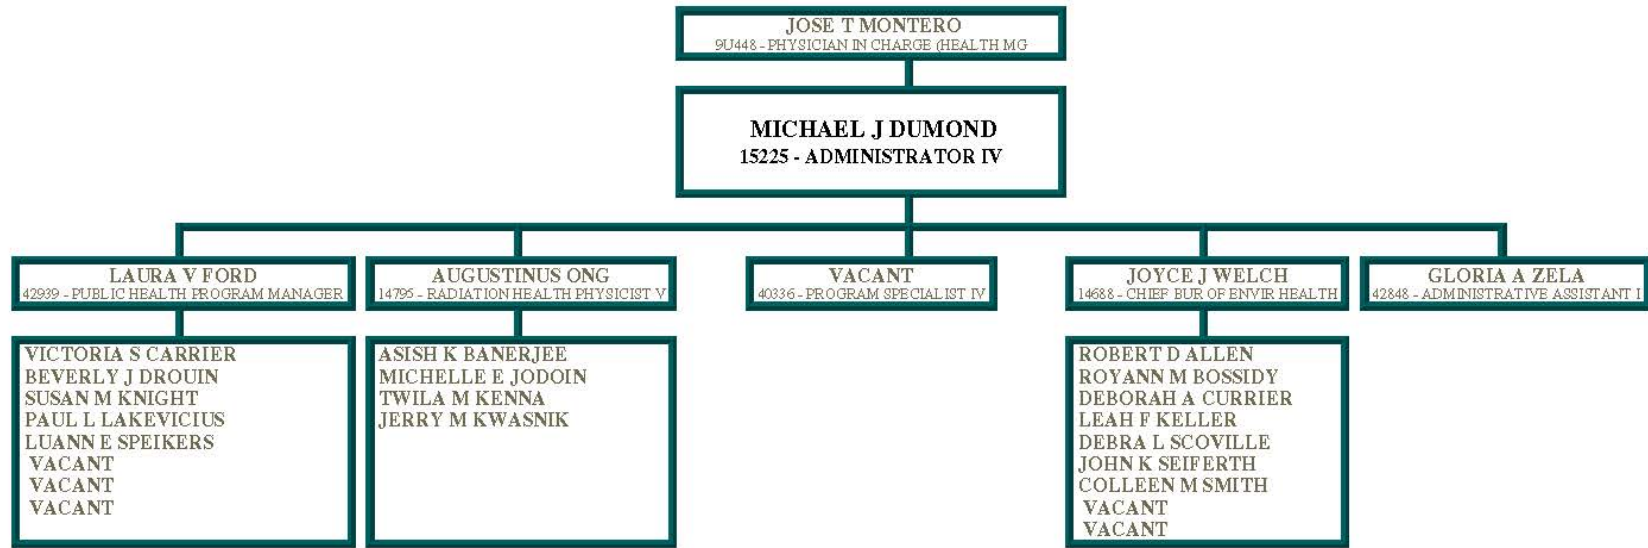 JOSE T MONTERO
9U448 - PHYSICIAN IN CHARGE (HEALTH MG
MICHAEL J DUMOND
15225 - ADMINISTRATOR IV
LAURA V FORD
42939 - PUBLIC HEALTH PROGRAM MANAGER
AUGUSTINUS ONG
14795 - RADIATION HEALTH PHYSICIST V
VACANT
40336 - PROGRAM SPECIALIST IV
JOYCE J WELCH
14688 - CHIEF BUR OF ENVIR HEALTH
GLORIA A ZELA
42848 - ADMINISTRATIVE ASSISTANT I
VICTORIA S CARRIER
BEVERLY J DROUIN
SUSAN M KNIGHT
PAUL L LAKEVICIUS
LUANN E SPEIKERS
VACANT
VACANT
VACANT
ASISH K BANERJEE
MICHELLE E JODOIN
TWILA M KENNA
JERRY M KWASNIK
ROBERT D ALLEN
ROYANN M BOSSIDY
DEBORAH A CURRIER
LEAH F KELLER
DEBRA L SCOVILLE
JOHN K SEIFERTH
COLLEEN M SMITH
VACANT
VACANT